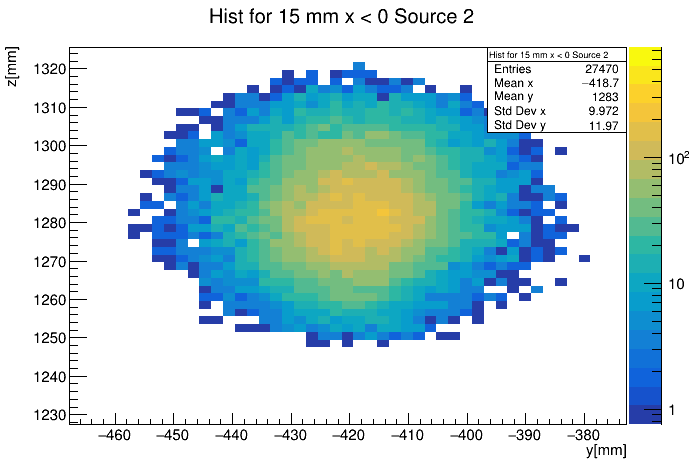 Hist for 15 mm x < 0 Source 2
z[mm]
1320
1310
1300
1290
1280
1270
1260
1250
1240
1230
Hist for 15 mm x < 0 Source 2
Entries 27470
Mean x −418.7
Mean y 1283
Std Dev x 9.972
Std Dev y 11.97
10²
10
1
−460 −450 −440 −430 −420 −410 −400 −390 −380
y[mm]